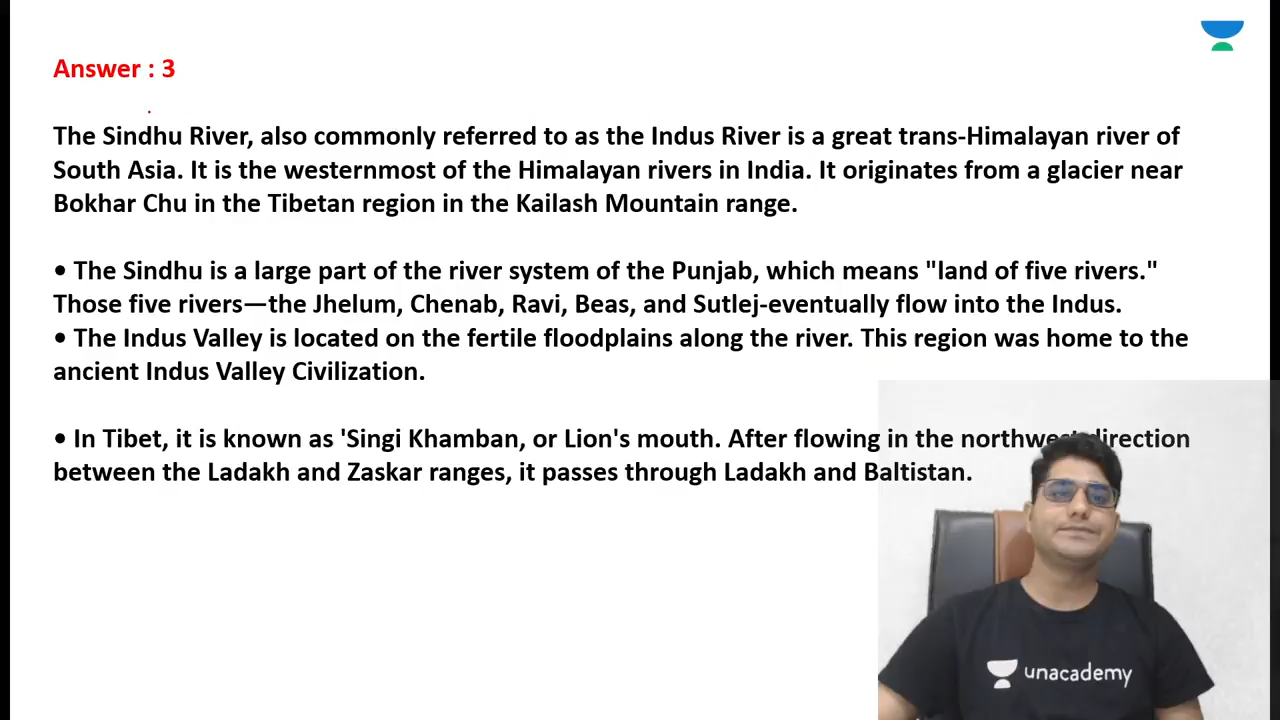 Answer : 3
The Sindhu River, also commonly referred to as the Indus River is a great trans-Himalayan river of
South Asia. It is the westernmost of the Himalayan rivers in India. It originates from a glacier near
Bokhar Chu in the Tibetan region in the Kailash Mountain range.
• The Sindhu is a large part of the river system of the Punjab, which means "land of five rivers."
Those five rivers—the Jhelum, Chenab, Ravi, Beas, and Sutlej-eventually flow into the Indus.
• The Indus Valley is located on the fertile floodplains along the river. This region was home to the
ancient Indus Valley Civilization.
• In Tibet, it is known as 'Singi Khamban, or Lion's mouth. After flowing in the northwest direction
between the Ladakh and Zaskar ranges, it passes through Ladakh and Baltistan.
unacademy